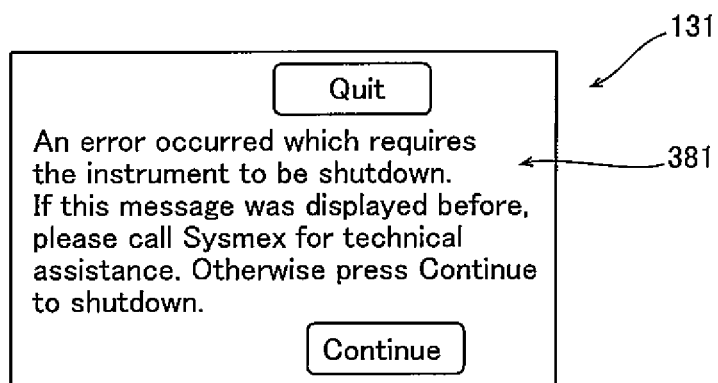 131
Quit
381
An error occurred which requires
the instrument to be shutdown.
If this message was displayed before,
please call Sysmex for technical
assistance. Otherwise press Continue
to shutdown.
Continue